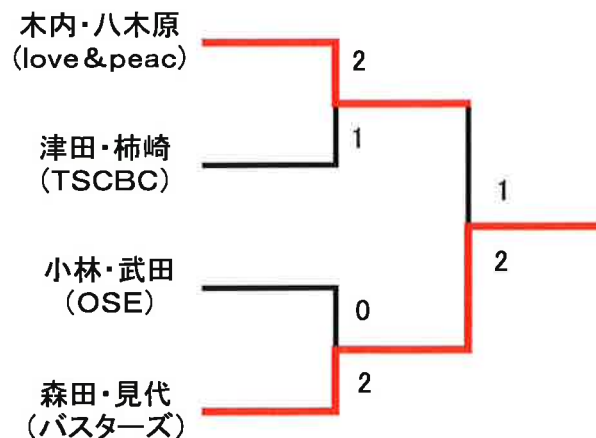 木内・八木原
(love&peac)
2
1
津田・柿崎
(TSCBC)
1
2
小林・武田
(OSE)
0
2
森田・見代
(バスターズ)